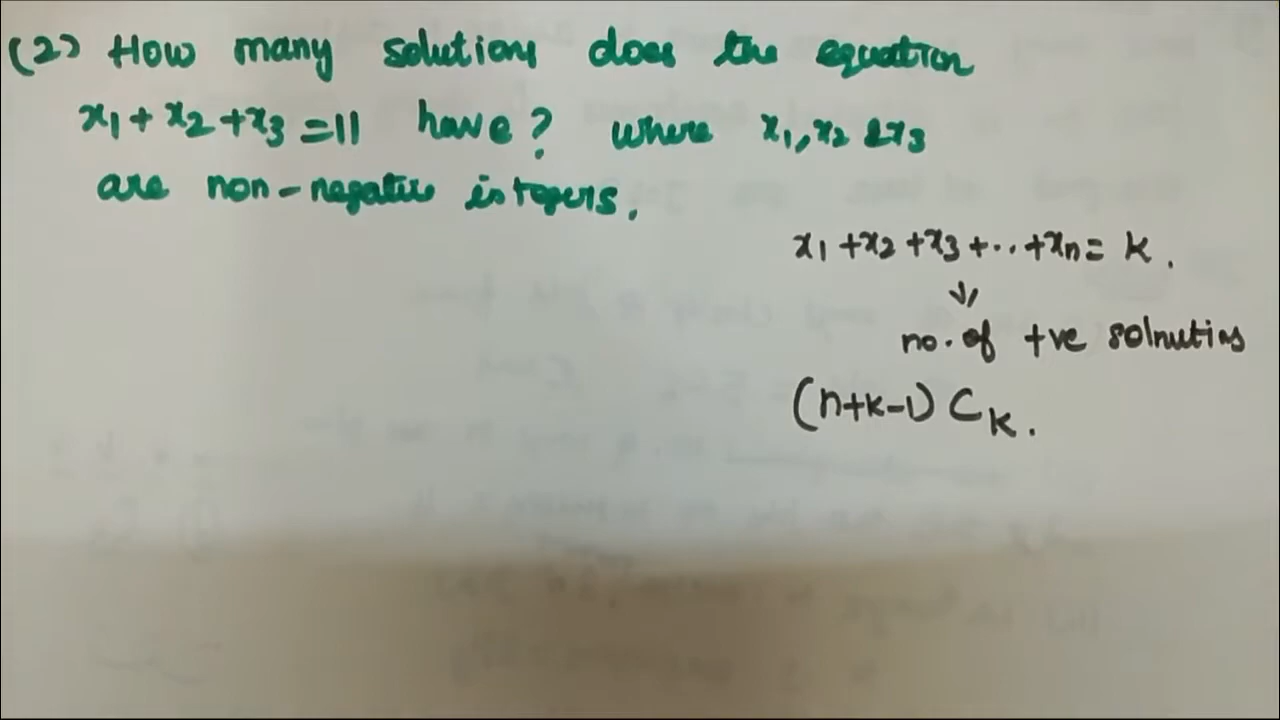 (2) How many solutions does the equation
x₁ + x₂ + x₃ = 11 have? where x₁, x₂ & x₃
are non-negative integers.
x₁ + x₂ + x₃ + ... + xₙ = k.
⇓
no. of +ve solnutins
(n+k-1) Cₖ.